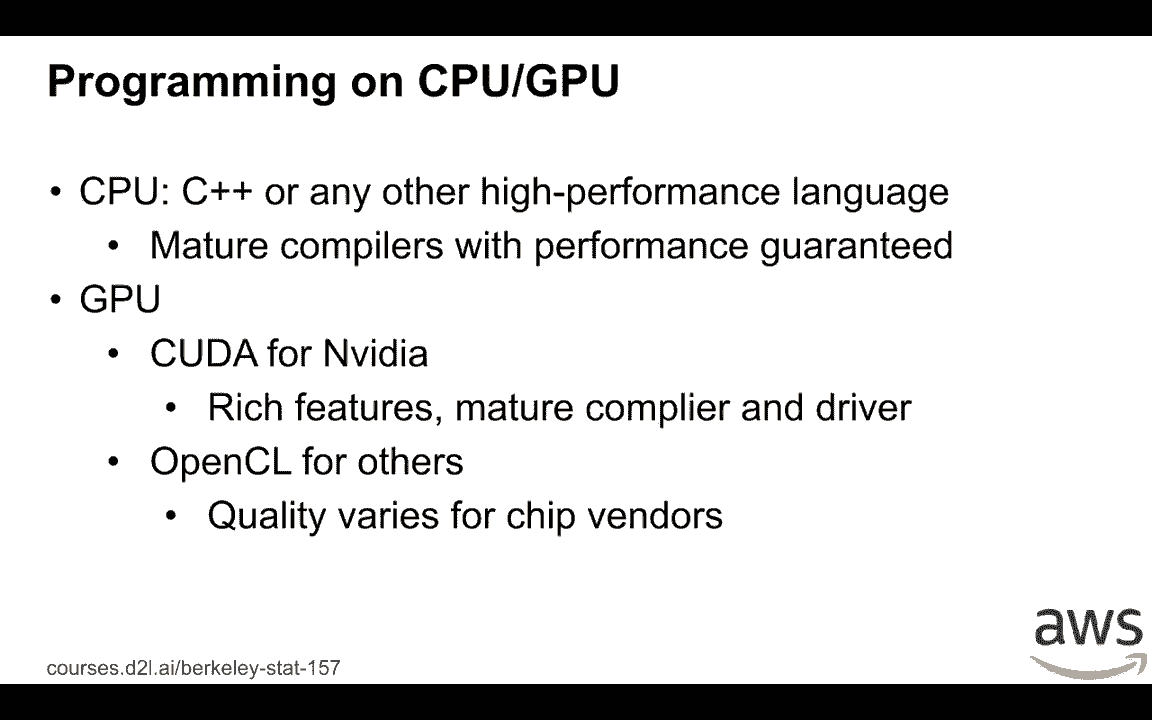 Programming on CPU/GPU
• CPU: C++ or any other high-performance language
• Mature compilers with performance guaranteed
• GPU
• CUDA for Nvidia
• Rich features, mature complier and driver
• OpenCL for others
• Quality varies for chip vendors
aws
courses.d2l.ai/berkeley-stat-157